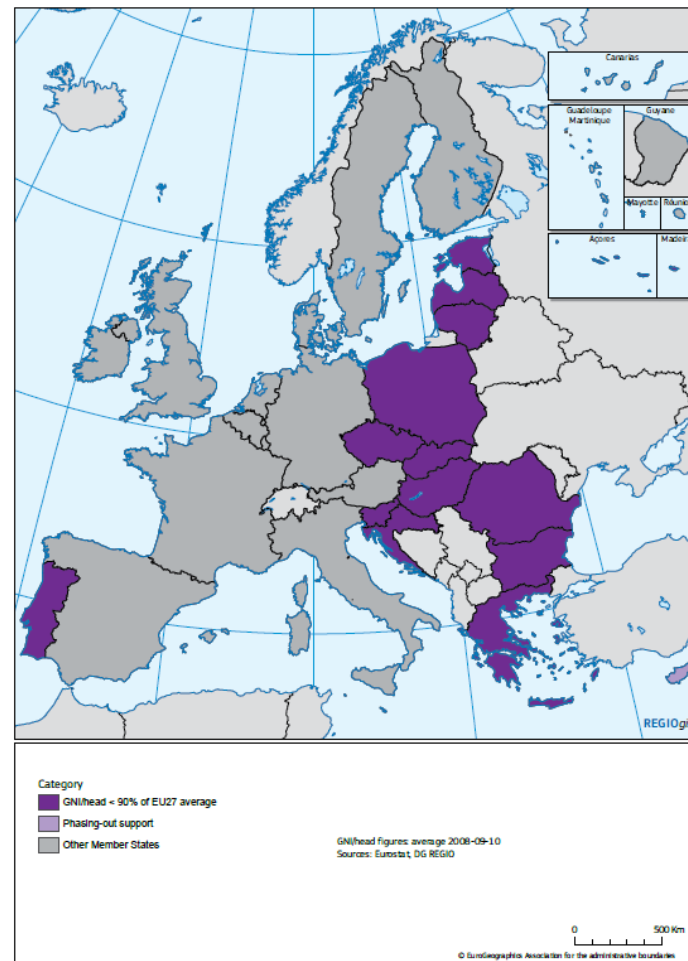 Canarias
Guadeloupe
Martinique
Guyane
Mayotte
Açores
REGIO
Category
GNI/head < 90% of EU27 average
Phasing-out support
Other Member States
GNI/head figures: average 2008-09-10
Sources: Eurostat, DG REGIO
0 500 Km
© EuroGeographics Association for the administrative boundaries